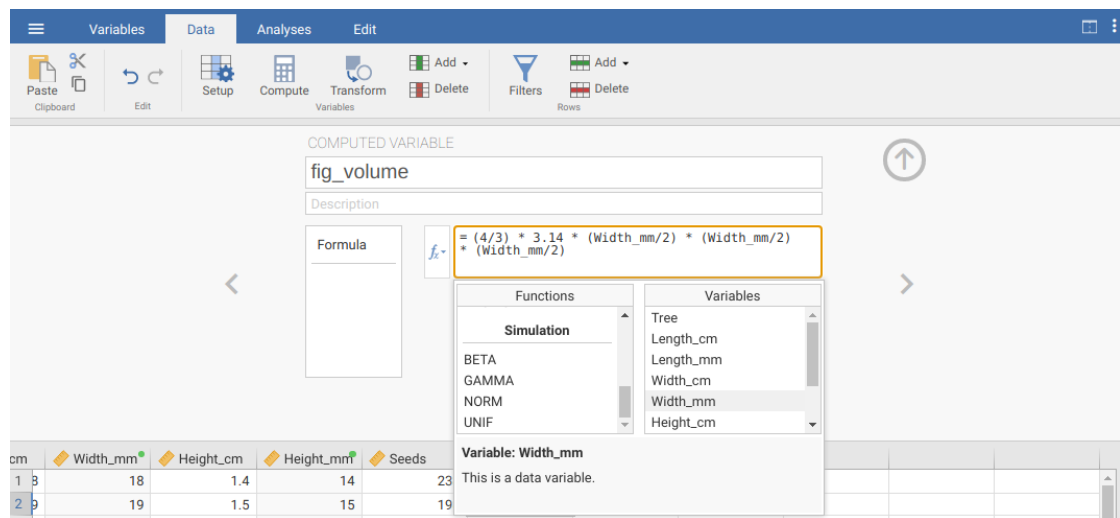 Variables Data Analyses Edit
Paste Setup Compute Transform Add Delete Filters Add Delete
Clipboard Edit Variables Rows
COMPUTED VARIABLE
fig_volume
Description
Formula
fx
= (4/3) * 3.14 * (Width_mm/2) * (Width_mm/2)
* (Width_mm/2)
Functions Variables
Simulation
BETA
GAMMA
NORM
UNIF
Tree
Length_cm
Length_mm
Width_cm
Width_mm
Height_cm
Variable: Width_mm
This is a data variable.
cm Width_mm Height_cm Height_mm Seeds
1 8 18 1.4 14 23
2 9 19 1.5 15 19